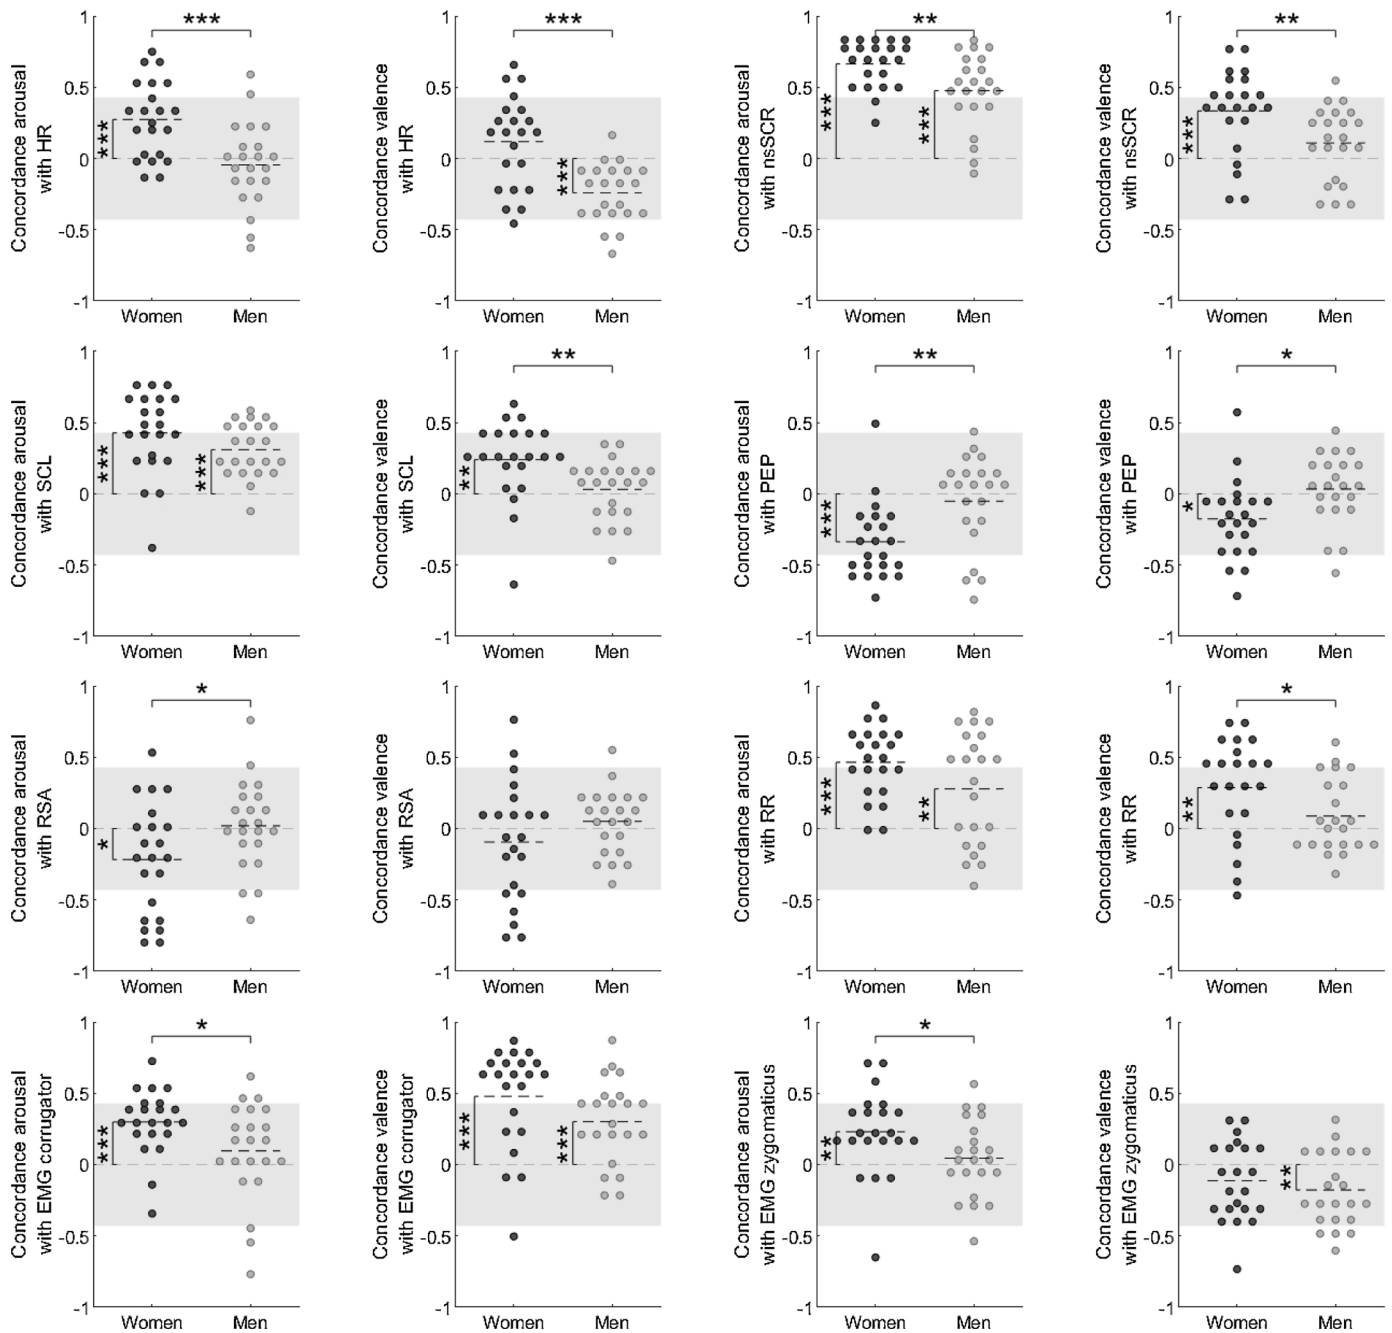 ***
Concordance arousal
with HR
1
0.5
0
-0.5
-1
***
Women Men
***
Concordance valence
with HR
1
0.5
0
-0.5
-1
***
Women Men
**
Concordance arousal
with nsSCR
1
0.5
0
-0.5
-1
***
***
Women Men
**
Concordance valence
with nsSCR
1
0.5
0
-0.5
-1
***
Women Men
Concordance arousal
with SCL
1
0.5
0
-0.5
-1
***
***
Women Men
**
Concordance valence
with SCL
1
0.5
0
-0.5
-1
**
Women Men
**
Concordance arousal
with PEP
1
0.5
0
-0.5
-1
***
Women Men
*
Concordance valence
with PEP
1
0.5
0
-0.5
-1
*
Women Men
*
Concordance arousal
with RSA
1
0.5
0
-0.5
-1
*
Women Men
Concordance valence
with RSA
1
0.5
0
-0.5
-1
Women Men
Concordance arousal
with RR
1
0.5
0
-0.5
-1
***
**
Women Men
*
Concordance valence
with RR
1
0.5
0
-0.5
-1
**
Women Men
*
Concordance arousal
with EMG corrugator
1
0.5
0
-0.5
-1
***
Women Men
Concordance valence
with EMG corrugator
1
0.5
0
-0.5
-1
***
***
Women Men
*
Concordance arousal
with EMG zygomaticus
1
0.5
0
-0.5
-1
**
Women Men
Concordance valence
with EMG zygomaticus
1
0.5
0
-0.5
-1
**
Women Men